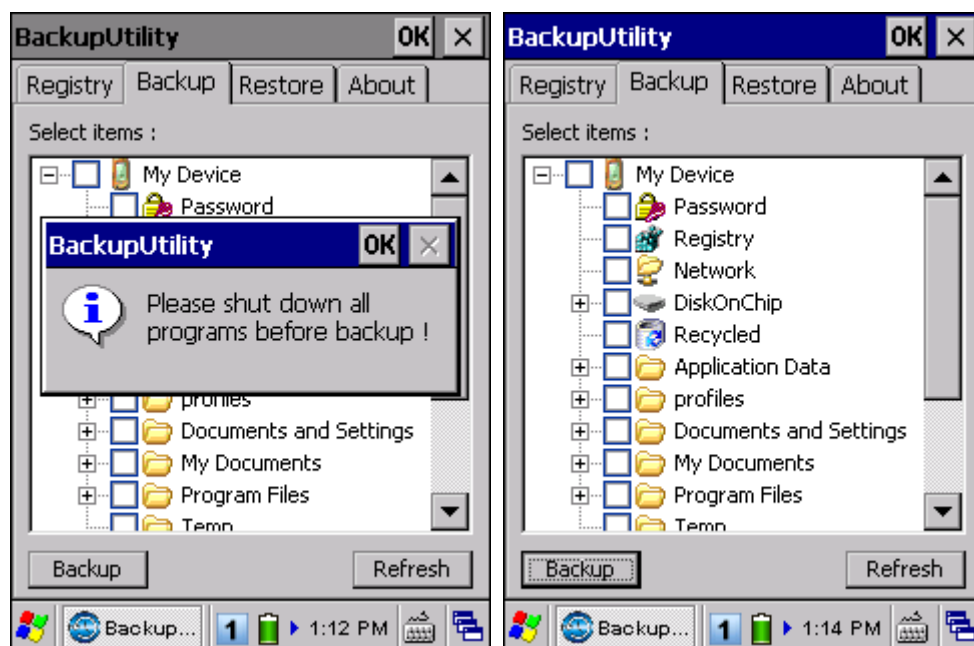 BackupUtility OK
Registry Backup Restore About
Select items :
My Device
Password
BackupUtility OK
Please shut down all
programs before backup !
profiles
Documents and Settings
My Documents
Program Files
Temp
Backup Refresh
Backup... 1 1:12 PM
BackupUtility OK
Registry Backup Restore About
Select items :
My Device
Password
Registry
Network
DiskOnChip
Recycled
Application Data
profiles
Documents and Settings
My Documents
Program Files
Temp
Backup Refresh
Backup... 1 1:14 PM